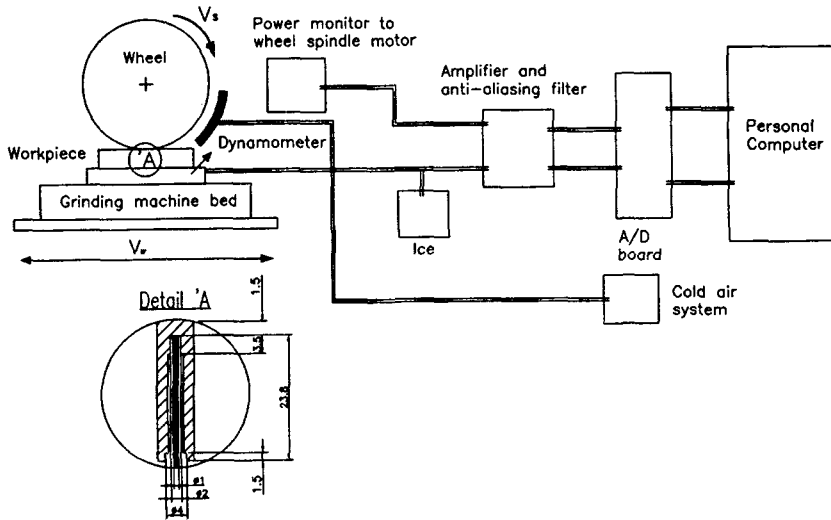 Vs
Wheel
Power monitor to
wheel spindle motor
Amplifier and
anti-aliasing filter
Personal
Computer
Workpiece
'A
Dynamometer
Grinding machine bed
Vw
Ice
A/D
board
Cold air
system
Detail 'A
1.5
3.5
23.8
1.5
ø1
ø2
ø4